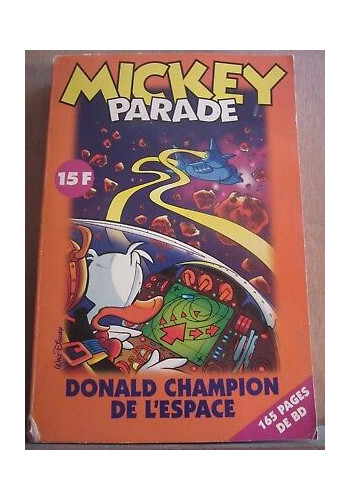 MICKEY
PARADE
15 F
WALT DISNEY
DONALD CHAMPION
DE L'ESPACE
165 PAGES
DE BD